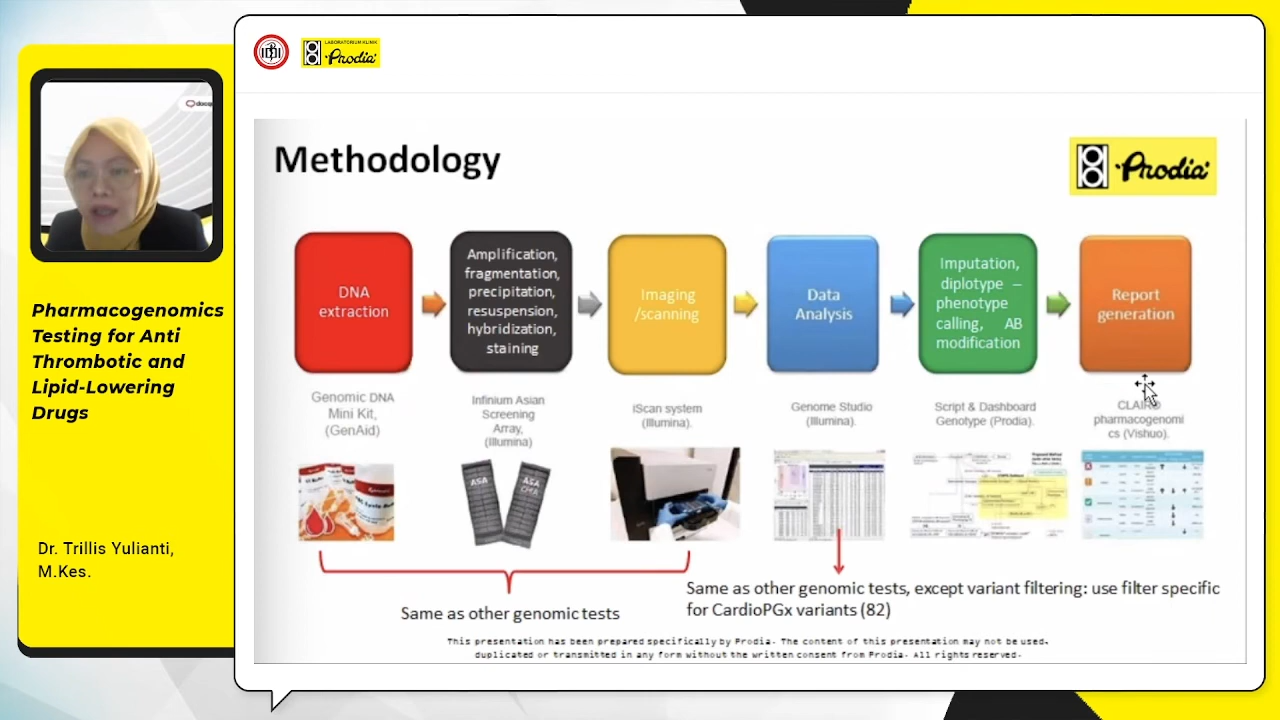 LABORATORIUM KLINIK
Prodia
Methodology
Prodia
DNA
extraction
Amplification,
fragmentation,
precipitation,
resuspension,
hybridization,
staining
Imaging
/scanning
Data
Analysis
Imputation,
diplotype –
phenotype
calling, AB
modification
Report
generation
Genomic DNA
Mini Kit,
(GenAid)
Infinium Asian
Screening
Array,
(Illumina)
iScan system
(Illumina).
Genome Studio
(Illumina).
Script & Dashboard
Genotype (Prodia).
pharmacogenomi
cs (Vishuo).
ASA
Same as other genomic tests
Same as other genomic tests, except variant filtering: use filter specific
for CardioPGx variants (82)
This presentation has been prepared specifically by Prodia. The content of this presentation may not be used,
duplicated or transmitted in any form without the written consent from Prodia. All rights reserved.
Pharmacogenomics
Testing for Anti
Thrombotic and
Lipid-Lowering
Drugs
Dr. Trillis Yulianti,
M.Kes.